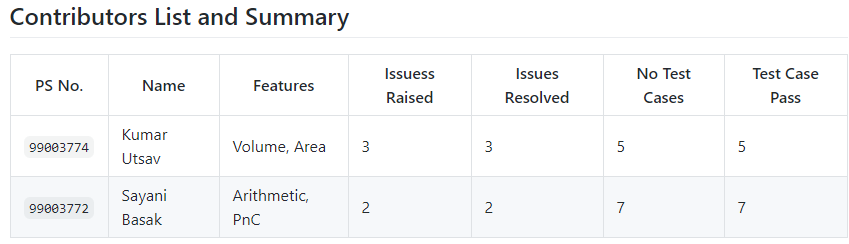 Contributors List and Summary
PS No. Name Features Issuess Raised Issues Resolved No Test Cases Test Case Pass
99003774 Kumar Utsav Volume, Area 3 3 5 5
99003772 Sayani Basak Arithmetic, PnC 2 2 7 7